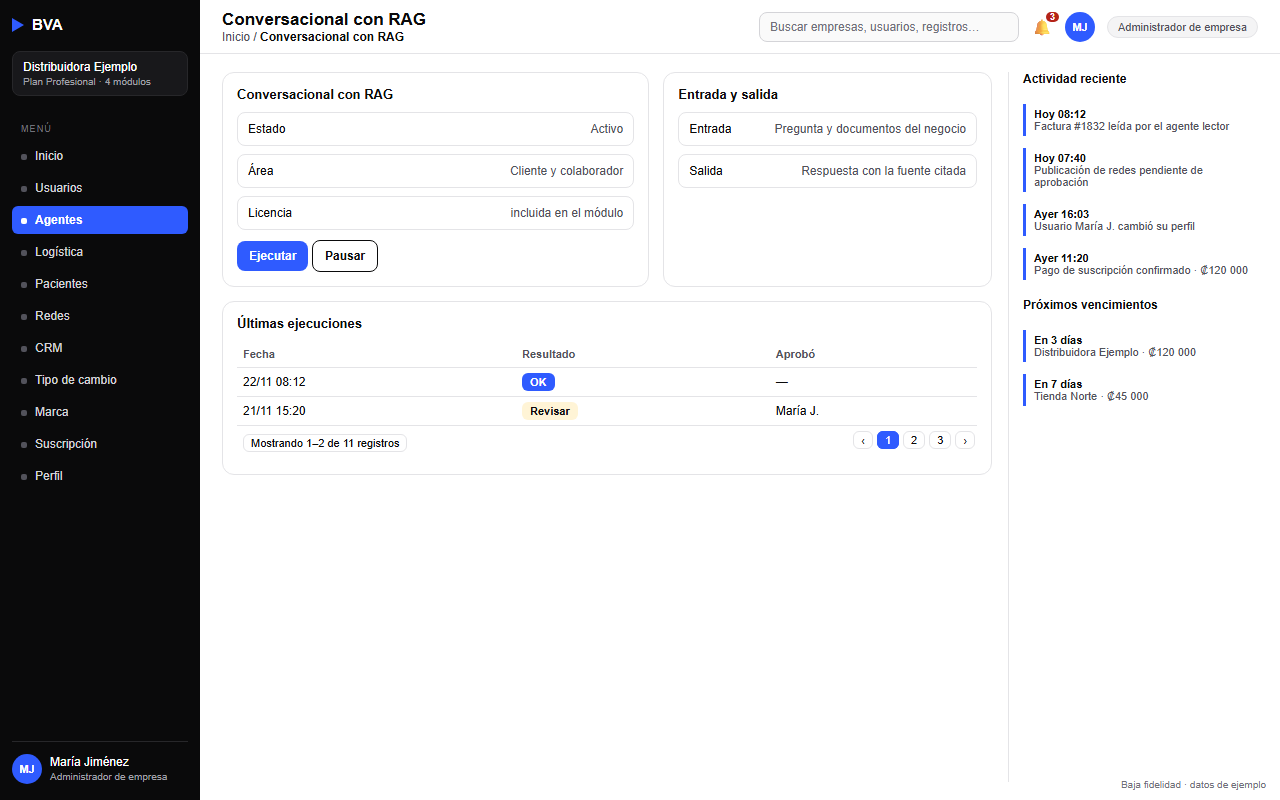 BVA
Distribuidora Ejemplo
Plan Profesional · 4 módulos
MENÚ
Inicio
Usuarios
Agentes
Logística
Pacientes
Redes
CRM
Tipo de cambio
Marca
Suscripción
Perfil
MJ
María Jiménez
Administrador de empresa
Conversacional con RAG
Inicio / Conversacional con RAG
Buscar empresas, usuarios, registros…
3
MJ
Administrador de empresa
Conversacional con RAG
Estado Activo
Área Cliente y colaborador
Licencia incluida en el módulo
Ejecutar Pausar
Entrada y salida
Entrada Pregunta y documentos del negocio
Salida Respuesta con la fuente citada
Últimas ejecuciones
Fecha Resultado Aprobó
22/11 08:12 OK —
21/11 15:20 Revisar María J.
Mostrando 1–2 de 11 registros ‹ 1 2 3 ›
Actividad reciente
Hoy 08:12
Factura #1832 leída por el agente lector
Hoy 07:40
Publicación de redes pendiente de
aprobación
Ayer 16:03
Usuario María J. cambió su perfil
Ayer 11:20
Pago de suscripción confirmado · ₡120 000
Próximos vencimientos
En 3 días
Distribuidora Ejemplo · ₡120 000
En 7 días
Tienda Norte · ₡45 000
Baja fidelidad · datos de ejemplo